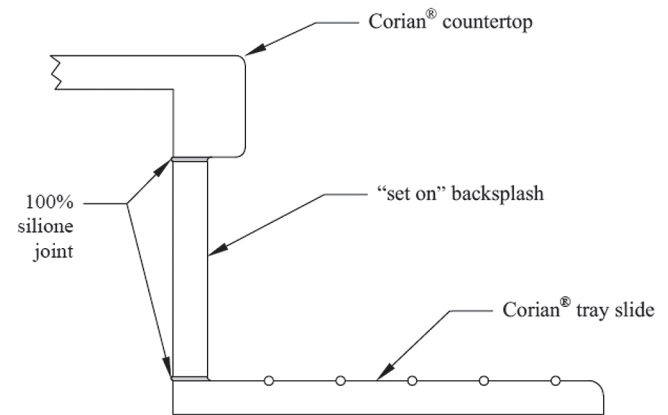 Corian® countertop
"set on" backsplash
100%
silione
joint
Corian® tray slide